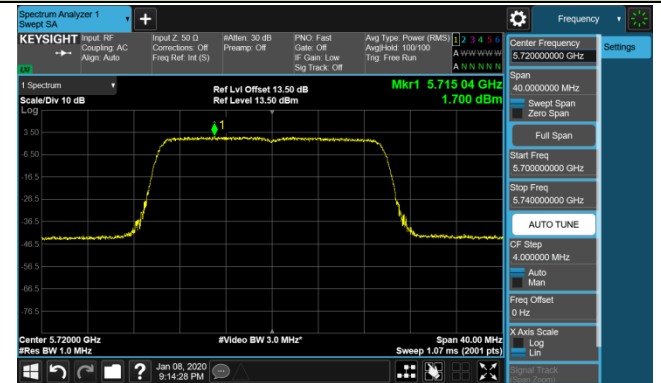 Spectrum Analyzer 1
Swept SA
Frequency
KEYSIGHT
Input: RF
Coupling: AC
Align: Auto
Input Z: 50 Ω
Corrections: Off
Freq Ref: Int (S)
#Atten: 30 dB
Preamp: Off
PNO: Fast
Gate: Off
IF Gain: Low
Sig Track: Off
Avg Type: Power (RMS)
Avg|Hold: 100/100
Trig: Free Run
1 2 3 4 5 6
A W W W W W
A N N N N N
1 Spectrum
Scale/Div 10 dB
Log
Ref Lvl Offset 13.50 dB
Ref Level 13.50 dBm
Mkr1 5.715 04 GHz
1.700 dBm
1
3.50
-6.50
-16.5
-26.5
-36.5
-46.5
-56.5
-66.5
-76.5
Center 5.72000 GHz
#Res BW 1.0 MHz
#Video BW 3.0 MHz*
Span 40.00 MHz
Sweep 1.07 ms (2001 pts)
Jan 08, 2020
9:14:28 PM
Center Frequency
5.720000000 GHz
Settings
Span
40.0000000 MHz
Swept Span
Zero Span
Full Span
Start Freq
5.700000000 GHz
Stop Freq
5.740000000 GHz
AUTO TUNE
CF Step
4.000000 MHz
Auto
Man
Freq Offset
0 Hz
X Axis Scale
Log
Lin
Signal Track
(Span Zoom)